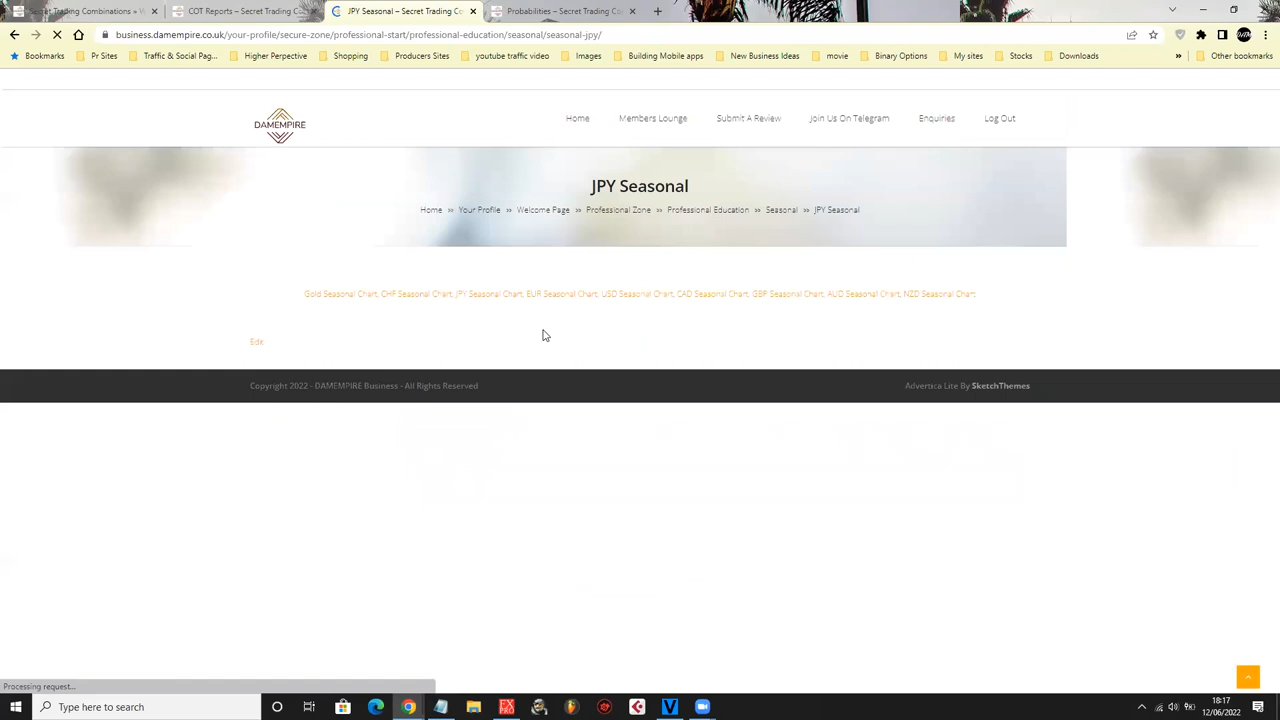 Secret Trading Combinations » W
COT Reports – Secret Trading Com
JPY Seasonal – Secret Trading Co
Probabilities – Secret Trading Com
business.damempire.co.uk/your-profile/secure-zone/professional-start/professional-education/seasonal/seasonal-jpy/
Bookmarks
Pr Sites
Traffic & Social Pag...
Higher Perpective
Shopping
Producers Sites
youtube traffic video
Images
Building Mobile apps
New Business Ideas
movie
Binary Options
My sites
Stocks
Downloads
»
Other bookmarks
DAMEMPIRE
Home
Members Lounge
Submit A Review
Join Us On Telegram
Enquiries
Log Out
JPY Seasonal
Home » Your Profile » Welcome Page » Professional Zone » Professional Education » Seasonal » JPY Seasonal
Gold Seasonal Chart, CHF Seasonal Chart, JPY Seasonal Chart, EUR Seasonal Chart, USD Seasonal Chart, CAD Seasonal Chart, GBP Seasonal Chart, AUD Seasonal Chart, NZD Seasonal Chart
Edit
Copyright 2022 - DAMEMPIRE Business - All Rights Reserved
Advertica Lite By SketchThemes
Processing request...
Type here to search
18:17
12/06/2022